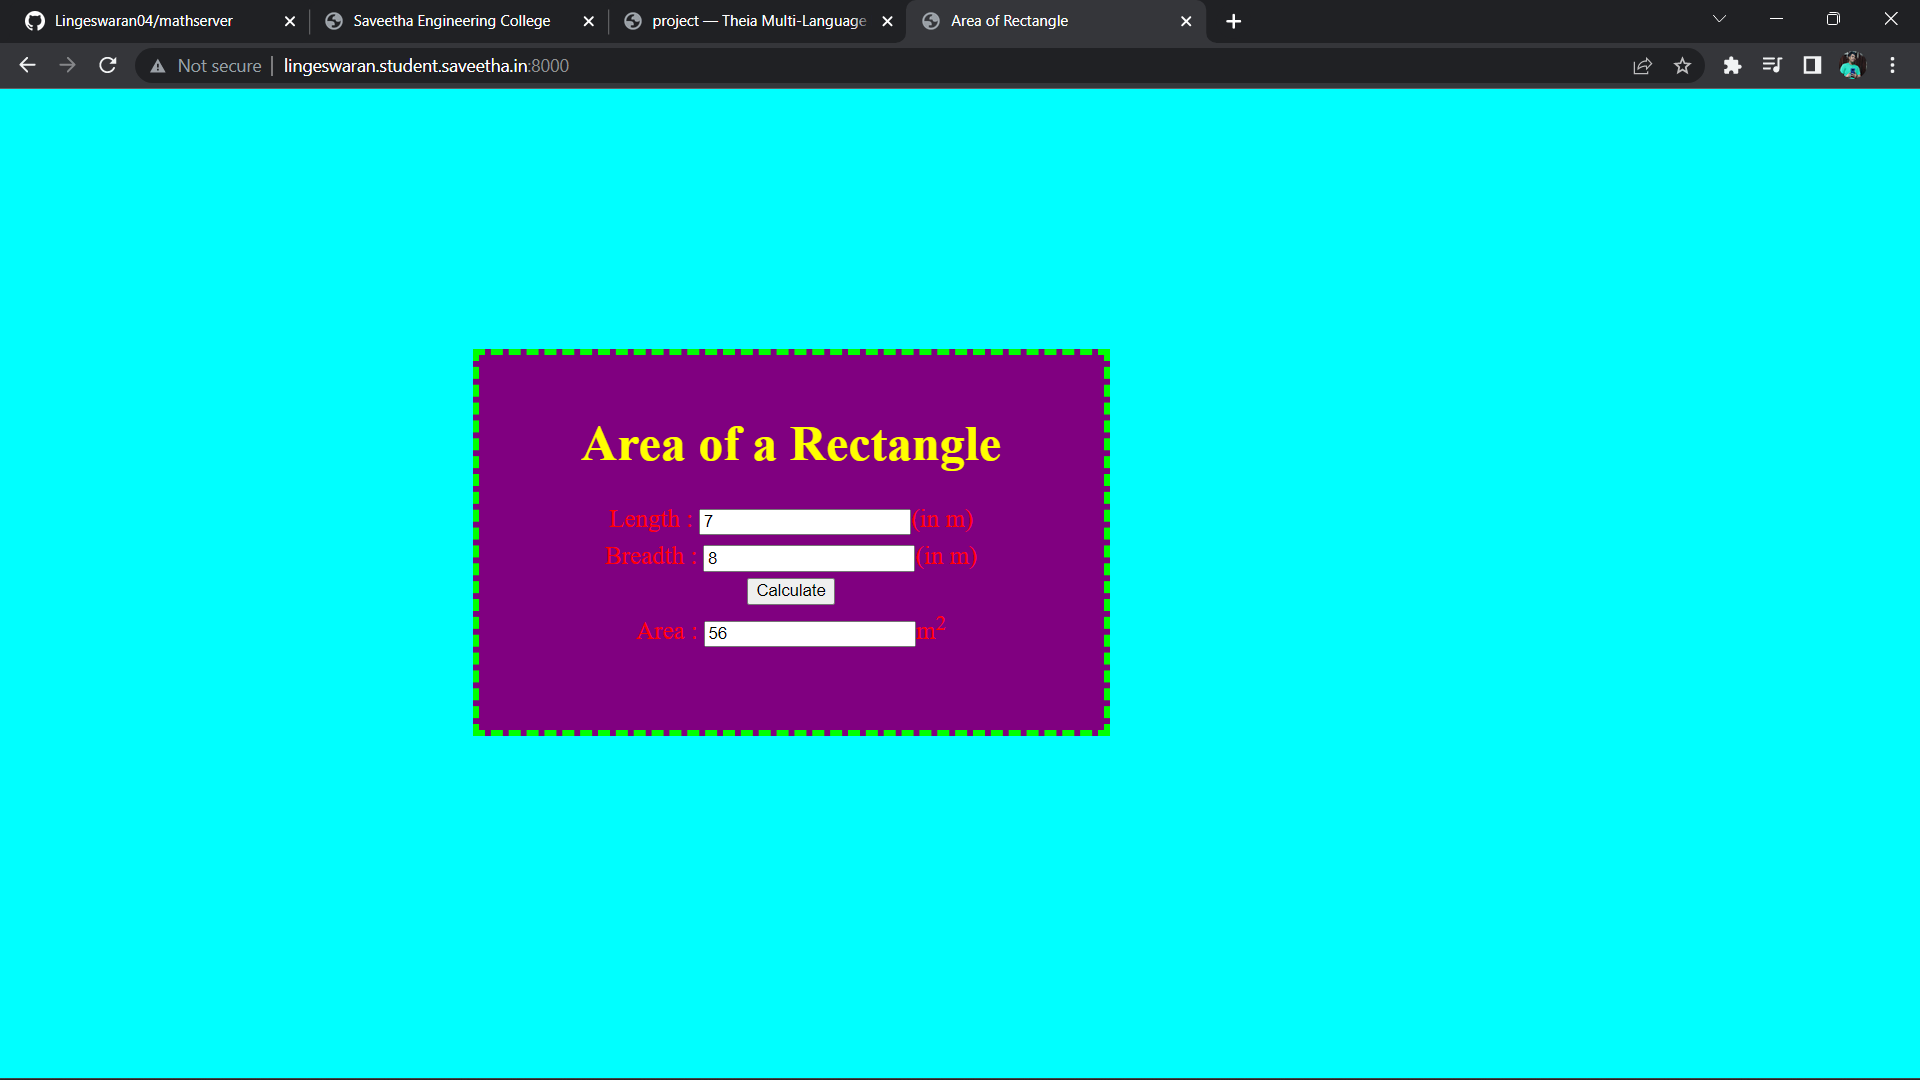 Lingeswaran04/mathserver
Saveetha Engineering College
project — Theia Multi-Language
Area of Rectangle
Not secure
lingeswaran.student.saveetha.in:8000
Area of a Rectangle
Length : 7 (in m)
Breadth : 8 (in m)
Calculate
Area : 56 m²